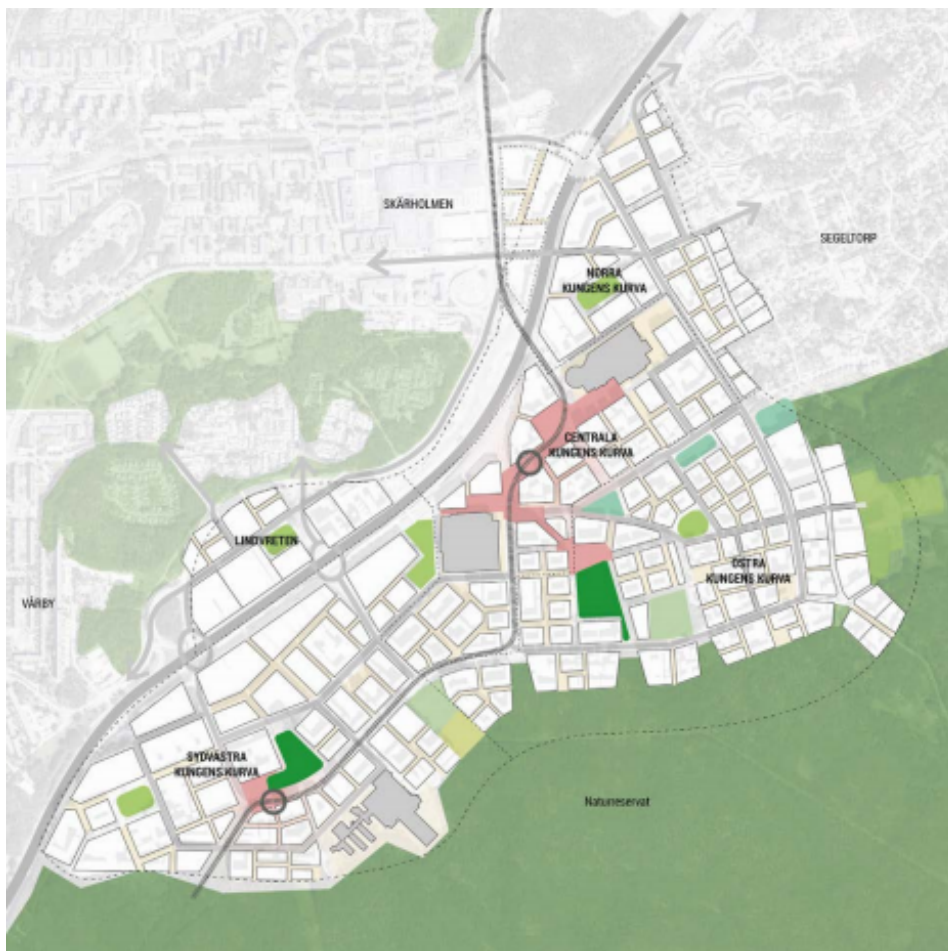 SKÄRHOLMEN
SEGELTORP
NORRA
KUNGENS KURVA
CENTRALA
KUNGENS KURVA
LINDVRETEN
ÖSTRA
KUNGENS KURVA
VÅRBY
SYDVÄSTRA
KUNGENS KURVA
Naturreservat